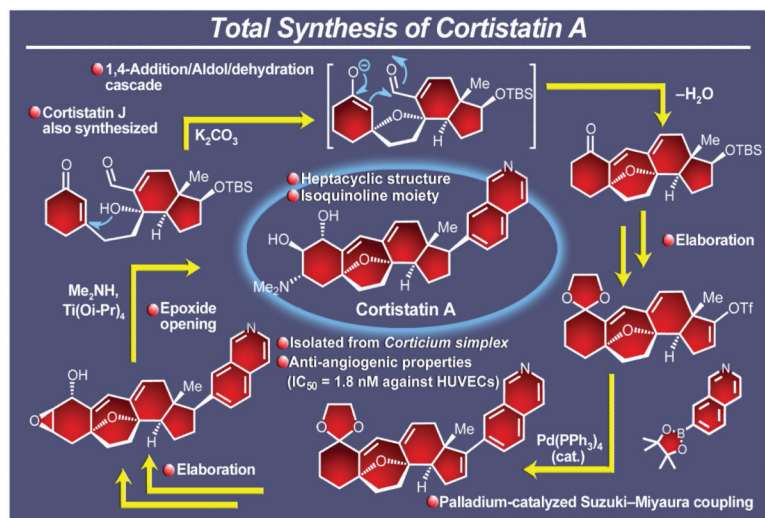 Total Synthesis of Cortistatin A
1,4-Addition/Aldol/dehydration
cascade
Cortistatin J
also synthesized
K2CO3
O⊖
O
O
Me
OTBS
H
–H2O
O
O
Me
OTBS
H
O
O
HO
Me
OTBS
H
Heptacyclic structure
Isoquinoline moiety
N
OH
HO
Me2N
O
Me
H
Cortistatin A
Elaboration
O
O
O
Me
OTf
H
Me2NH,
Ti(Oi-Pr)4
Epoxide
opening
Isolated from Corticium simplex
Anti-angiogenic properties
(IC50 = 1.8 nM against HUVECs)
N
OH
O
O
Me
H
N
O
O
O
Me
H
Pd(PPh3)4
(cat.)
N
O
B
O
Elaboration
Palladium-catalyzed Suzuki–Miyaura coupling